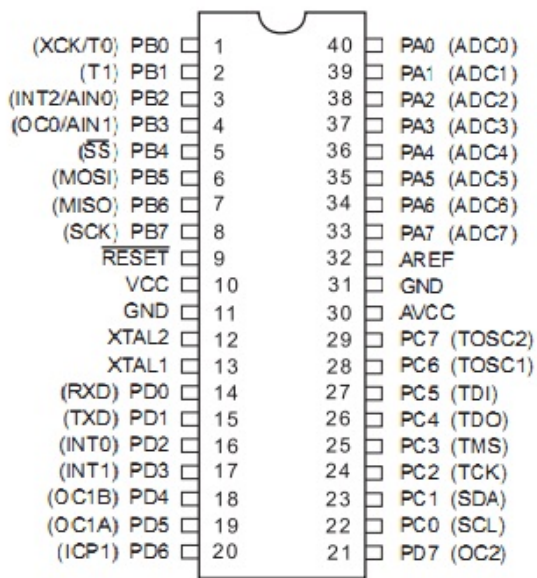 (XCK/T0) PB0 1 40 PA0 (ADC0)
(T1) PB1 2 39 PA1 (ADC1)
(INT2/AIN0) PB2 3 38 PA2 (ADC2)
(OC0/AIN1) PB3 4 37 PA3 (ADC3)
(SS) PB4 5 36 PA4 (ADC4)
(MOSI) PB5 6 35 PA5 (ADC5)
(MISO) PB6 7 34 PA6 (ADC6)
(SCK) PB7 8 33 PA7 (ADC7)
RESET 9 32 AREF
VCC 10 31 GND
GND 11 30 AVCC
XTAL2 12 29 PC7 (TOSC2)
XTAL1 13 28 PC6 (TOSC1)
(RXD) PD0 14 27 PC5 (TDI)
(TXD) PD1 15 26 PC4 (TDO)
(INT0) PD2 16 25 PC3 (TMS)
(INT1) PD3 17 24 PC2 (TCK)
(OC1B) PD4 18 23 PC1 (SDA)
(OC1A) PD5 19 22 PC0 (SCL)
(ICP1) PD6 20 21 PD7 (OC2)